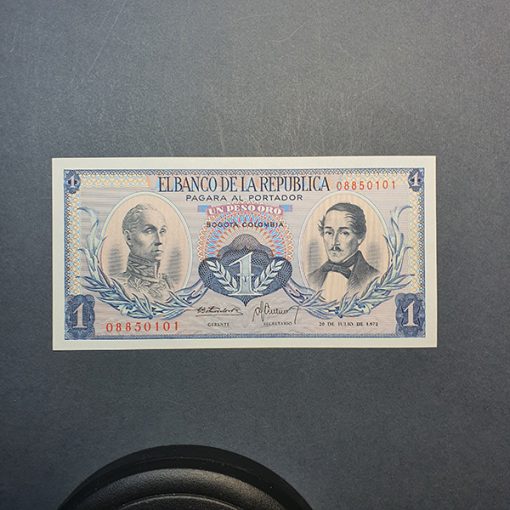 1
EL BANCO DE LA REPUBLICA 08850101
PAGARA AL PORTADOR
UN PESO ORO
BOGOTA COLOMBIA
1
08850101
GERENTE SECRETARIO
20 DE JULIO DE 1972
1
1
1